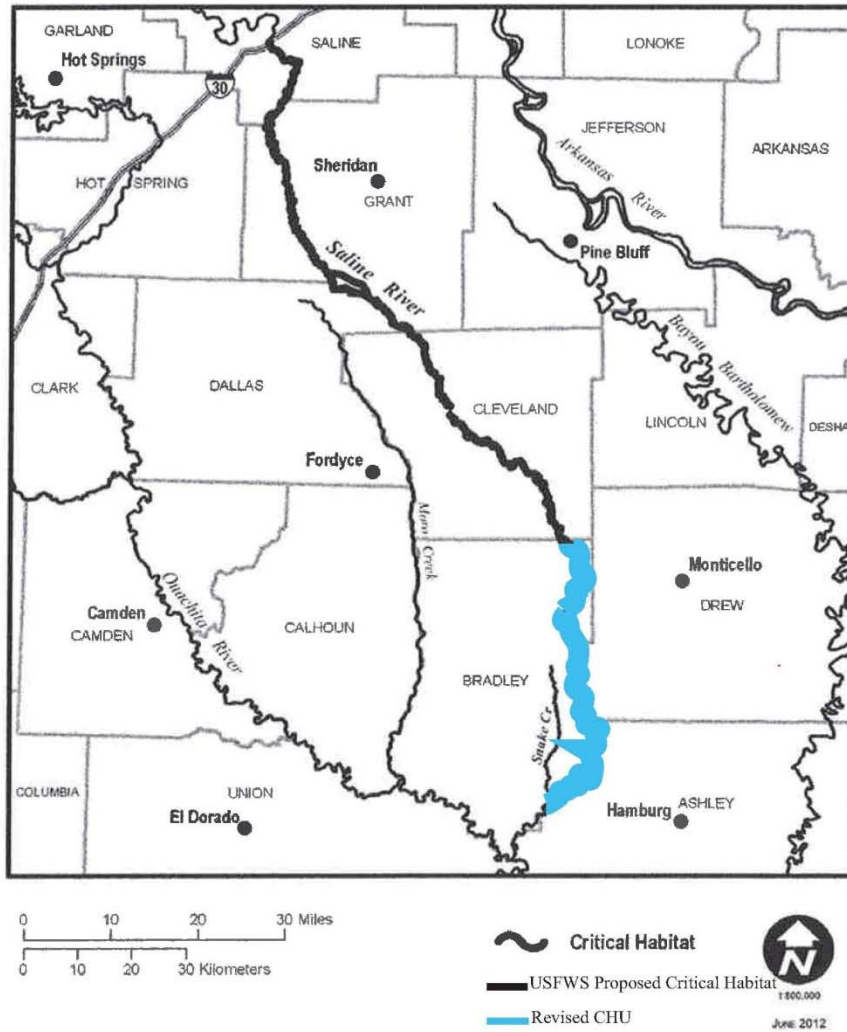 GARLAND
Hot Springs
SALINE
LONOKE
30
JEFFERSON
ARKANSAS
Arkansas River
HOT SPRING
Sheridan
GRANT
Pine Bluff
Saline River
Bayou Bartholomew
CLARK
DALLAS
CLEVELAND
LINCOLN
DESHA
Fordyce
Moro Creek
Monticello
DREW
Ouachita River
Camden
CAMDEN
CALHOUN
BRADLEY
Snake Cr
COLUMBIA
UNION
El Dorado
Hamburg
ASHLEY
0 10 20 30 Miles
0 10 20 30 Kilometers
Critical Habitat
USFWS Proposed Critical Habitat
Revised CHU
N
1:800,000
JUNE 2012